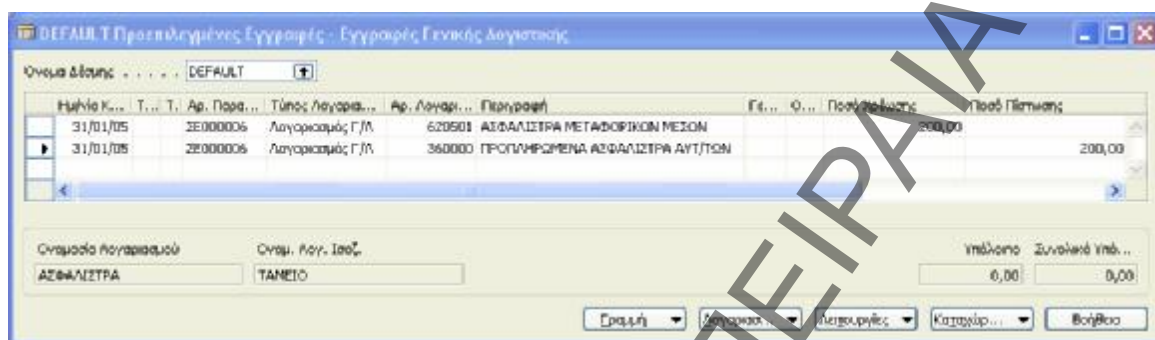 DEFAULT Προεπιλεγμένες Εγγραφές - Εγγραφές Γενικής Λογιστικής
Όνομα Δέσμης . . . . . DEFAULT
Ημ/νία Κ... Τ... Τ. Αρ. Παρα... Τύπος Λογαρια... Αρ. Λογαρι... Περιγραφή Γέ... Ο... Ποσό Χρέωσης Ποσό Πίστωσης
31/01/05 ΣΕ000006 Λογαριασμός Γ/Λ 620501 ΑΣΦΑΛΙΣΤΡΑ ΜΕΤΑΦΟΡΙΚΩΝ ΜΕΣΩΝ 200,00
31/01/05 ΣΕ000006 Λογαριασμός Γ/Λ 360000 ΠΡΟΠΛΗΡΩΜΕΝΑ ΑΣΦΑΛΙΣΤΡΑ ΑΥΤ/ΤΩΝ 200,00
Ονομασία Λογαριασμού Ονομ. Λογ. Ισοζ. Υπόλοιπο Συνολικό Υπό...
ΑΣΦΑΛΙΣΤΡΑ ΤΑΜΕΙΟ 0,00 0,00
Γραμμή Λογαριασ... Λειτουργίες Καταχώρ... Βοήθεια
ΠΕΙΡΑΙΑ